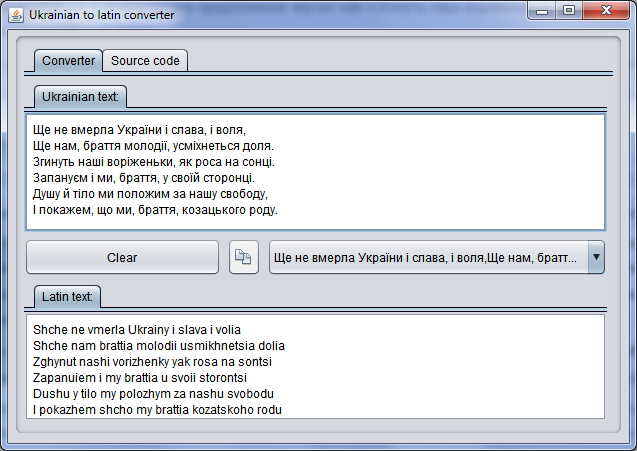 Ukrainian to latin converter
Converter
Source code
Ukrainian text:
Ще не вмерла України і слава, і воля,
Ще нам, браття молодії, усміхнеться доля.
Згинуть наші воріженьки, як роса на сонці.
Запануєм і ми, браття, у своїй сторонці.
Душу й тіло ми положим за нашу свободу,
І покажем, що ми, браття, козацького роду.
Clear
Ще не вмерла України і слава, і воля,Ще нам, братт...
Latin text:
Shche ne vmerla Ukrainy i slava i volia
Shche nam brattia molodii usmikhnetsia dolia
Zghynut nashi vorizhenky yak rosa na sontsi
Zapanuiem i my brattia u svoii storontsi
Dushu y tilo my polozhym za nashu svobodu
I pokazhem shcho my brattia kozatskoho rodu